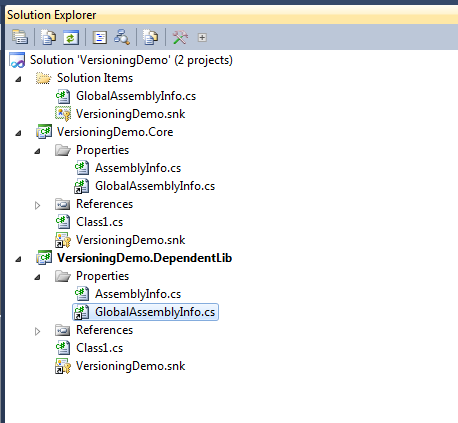 Solution Explorer
Solution 'VersioningDemo' (2 projects)
Solution Items
GlobalAssemblyInfo.cs
VersioningDemo.snk
VersioningDemo.Core
Properties
AssemblyInfo.cs
GlobalAssemblyInfo.cs
References
Class1.cs
VersioningDemo.snk
VersioningDemo.DependentLib
Properties
AssemblyInfo.cs
GlobalAssemblyInfo.cs
References
Class1.cs
VersioningDemo.snk